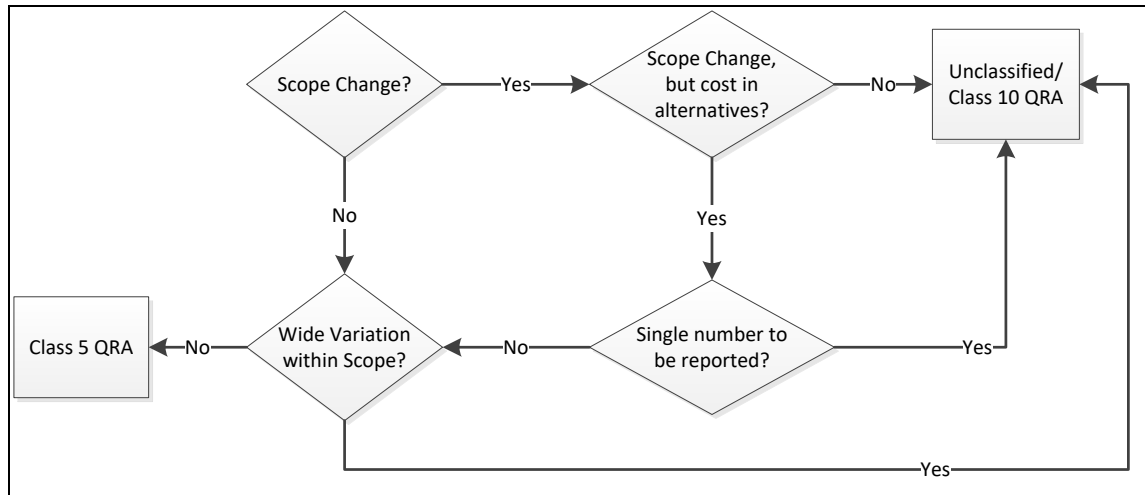 Scope Change?
Yes
Scope Change,
but cost in
alternatives?
No
Unclassified/
Class 10 QRA
No
Yes
Class 5 QRA
No
Wide Variation
within Scope?
No
Single number to
be reported?
Yes
Yes